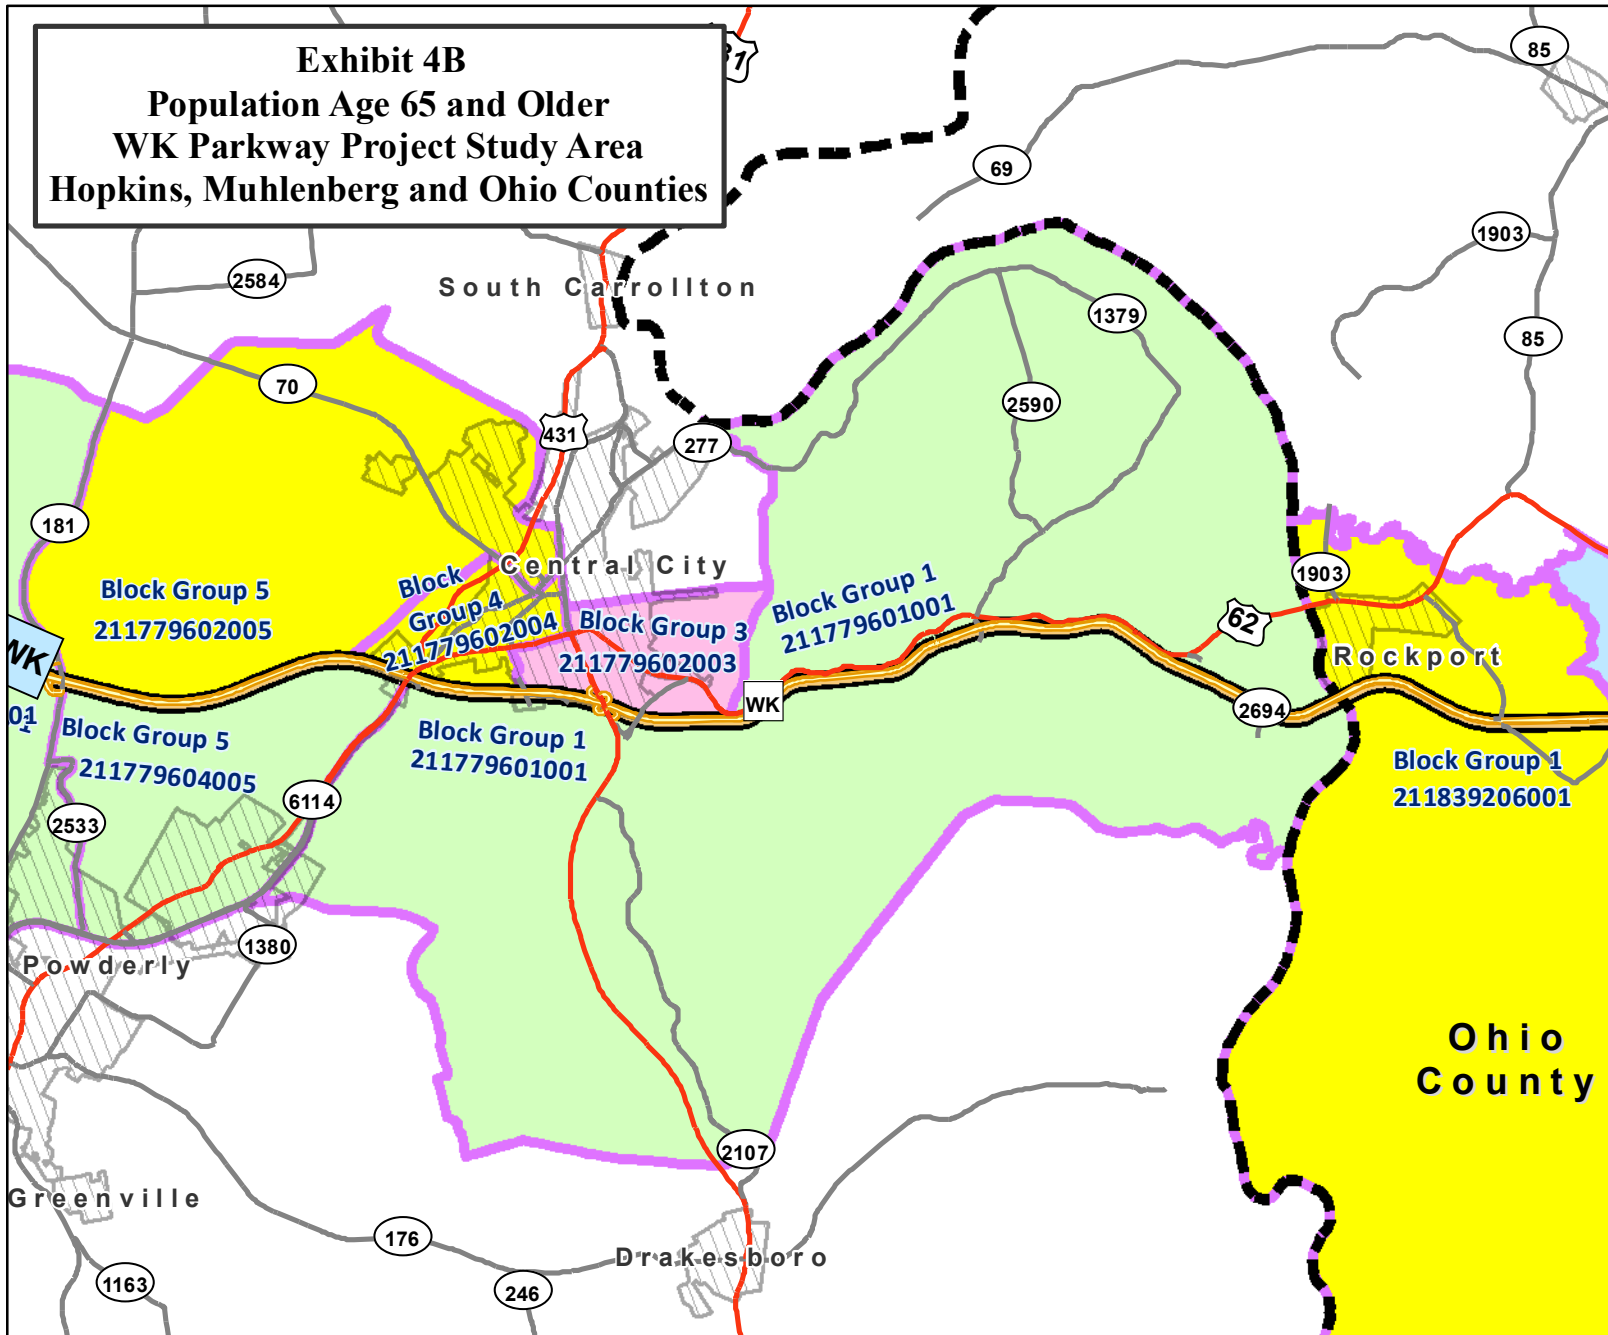 Exhibit 4B
Population Age 65 and Older
WK Parkway Project Study Area
Hopkins, Muhlenberg and Ohio Counties
85
69
1903
2584
South Carrollton
1379
85
70
2590
431
277
181
Central City
1903
Block Group 5
211779602005
Block
Group 4
211779602004
Block Group 3
211779602003
Block Group 1
211779601001
62
Rockport
WK
WK
2694
01
Block Group 5
211779604005
Block Group 1
211779601001
Block Group 1
211839206001
6114
2533
1380
Powderly
Ohio
County
2107
Greenville
176
Drakesboro
1163
246